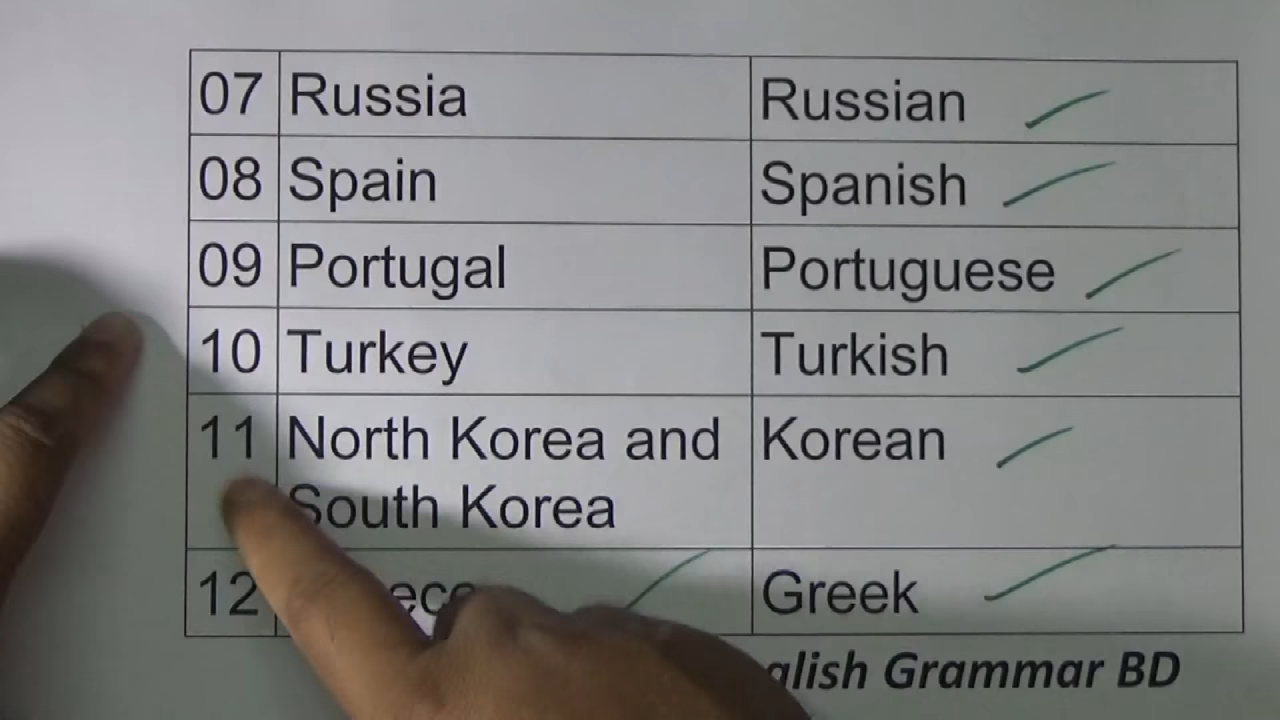 07 Russia Russian
08 Spain Spanish
09 Portugal Portuguese
10 Turkey Turkish
11 North Korea and Korean
South Korea
12 Greek
Grammar BD